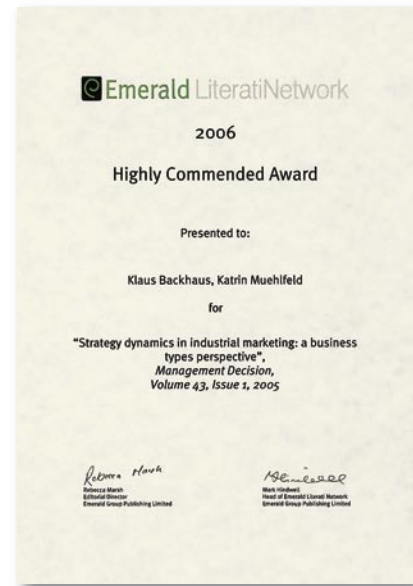 Emerald LiteratiNetwork
2006
Highly Commended Award
Presented to:
Klaus Backhaus, Katrin Muehlfeld
for
"Strategy dynamics in industrial marketing: a business
types perspective",
Management Decision,
Volume 43, Issue 1, 2005
Rebecca Marsh
Rebecca Marsh
Editorial Director
Emerald Group Publishing Limited
Mark Hindwell
Head of Emerald Literati Network
Emerald Group Publishing Limited